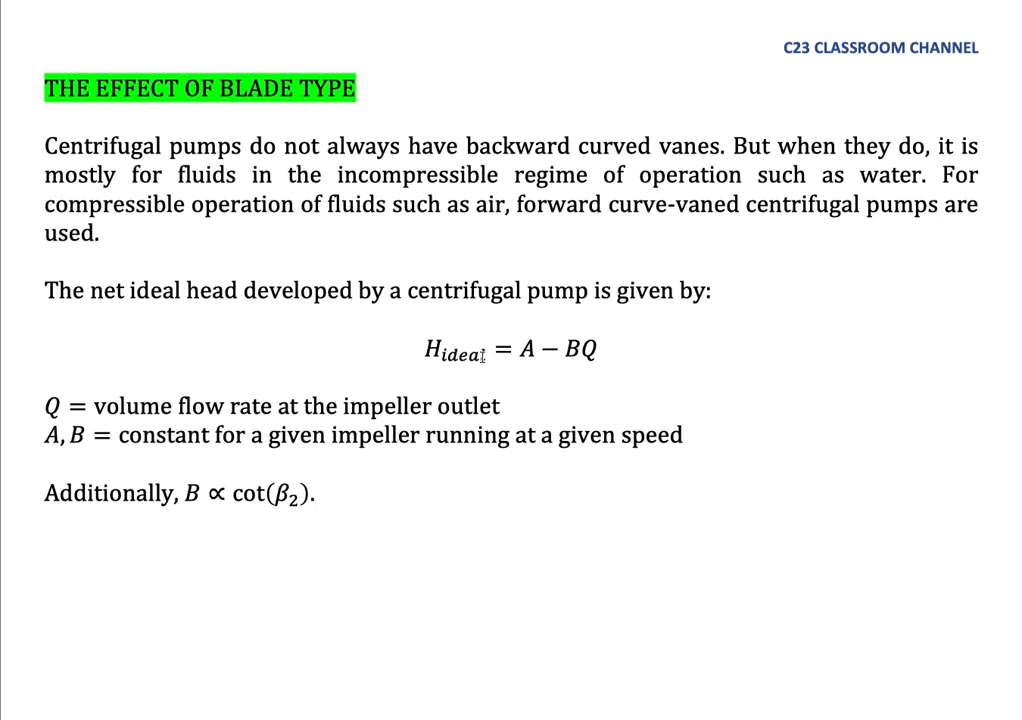 C23 CLASSROOM CHANNEL
THE EFFECT OF BLADE TYPE
Centrifugal pumps do not always have backward curved vanes. But when they do, it is
mostly for fluids in the incompressible regime of operation such as water. For
compressible operation of fluids such as air, forward curve-vaned centrifugal pumps are
used.
The net ideal head developed by a centrifugal pump is given by:
H_ideal = A − BQ
Q = volume flow rate at the impeller outlet
A, B = constant for a given impeller running at a given speed
Additionally, B ∝ cot(β₂).